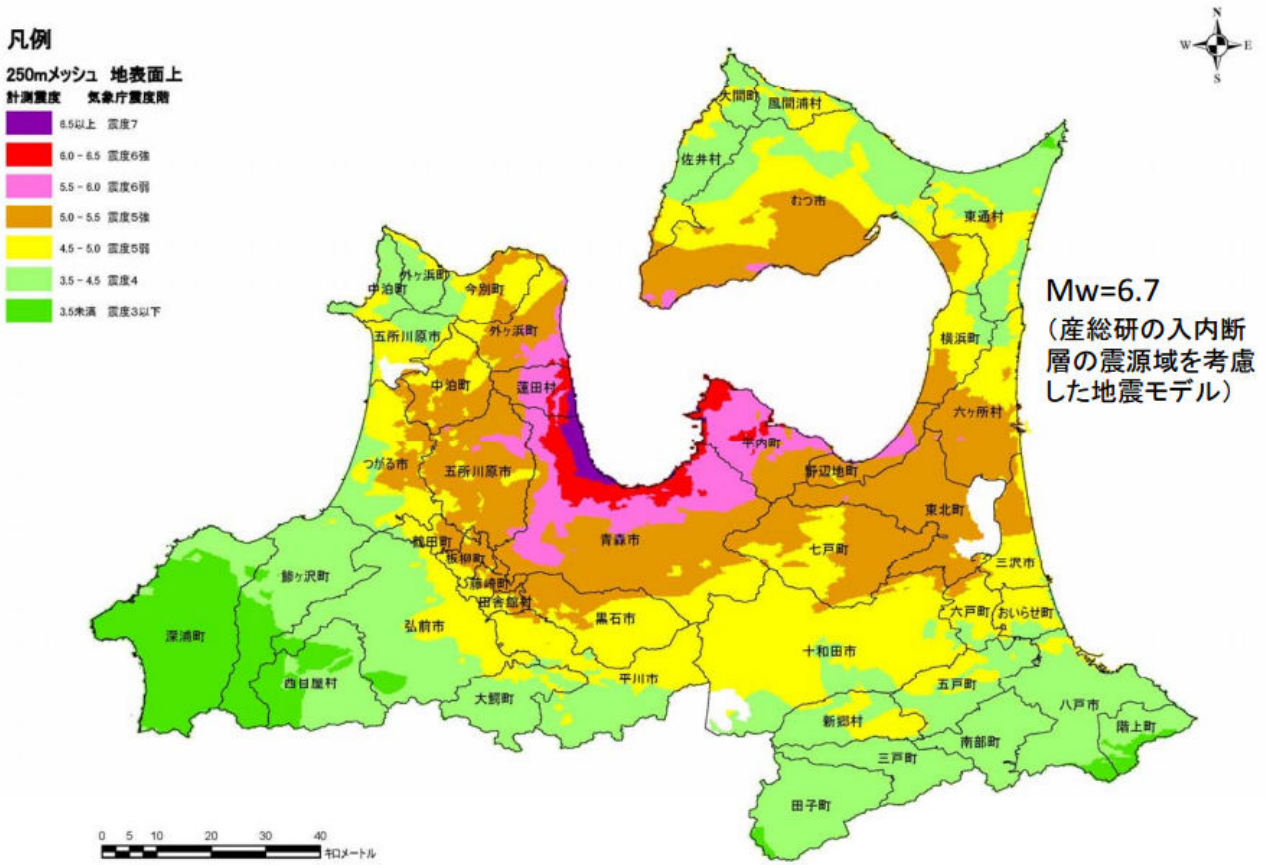 凡例
250mメッシュ 地表面上
計測震度 気象庁震度階
6.5以上 震度7
6.0 - 6.5 震度6強
5.5 - 6.0 震度6弱
5.0 - 5.5 震度5強
4.5 - 5.0 震度5弱
3.5 - 4.5 震度4
3.5未満 震度3以下
N
W E
S
大間町
風間浦村
佐井村
むつ市
東通村
外ヶ浜町
中泊町
今別町
五所川原市
外ヶ浜町
横浜町
Mw=6.7
（産総研の入内断
層の震源域を考慮
した地震モデル）
中泊町
蓬田村
六ヶ所村
平内町
つがる市
五所川原市
野辺地町
東北町
青森市
鶴田町
七戸町
板柳町
三沢市
鰺ヶ沢町
藤崎町
田舎館村
六戸町
おいらせ町
黒石市
弘前市
深浦町
十和田市
平川市
西目屋村
五戸町
大鰐町
八戸市
新郷村
階上町
南部町
三戸町
田子町
0 5 10 20 30 40
キロメートル